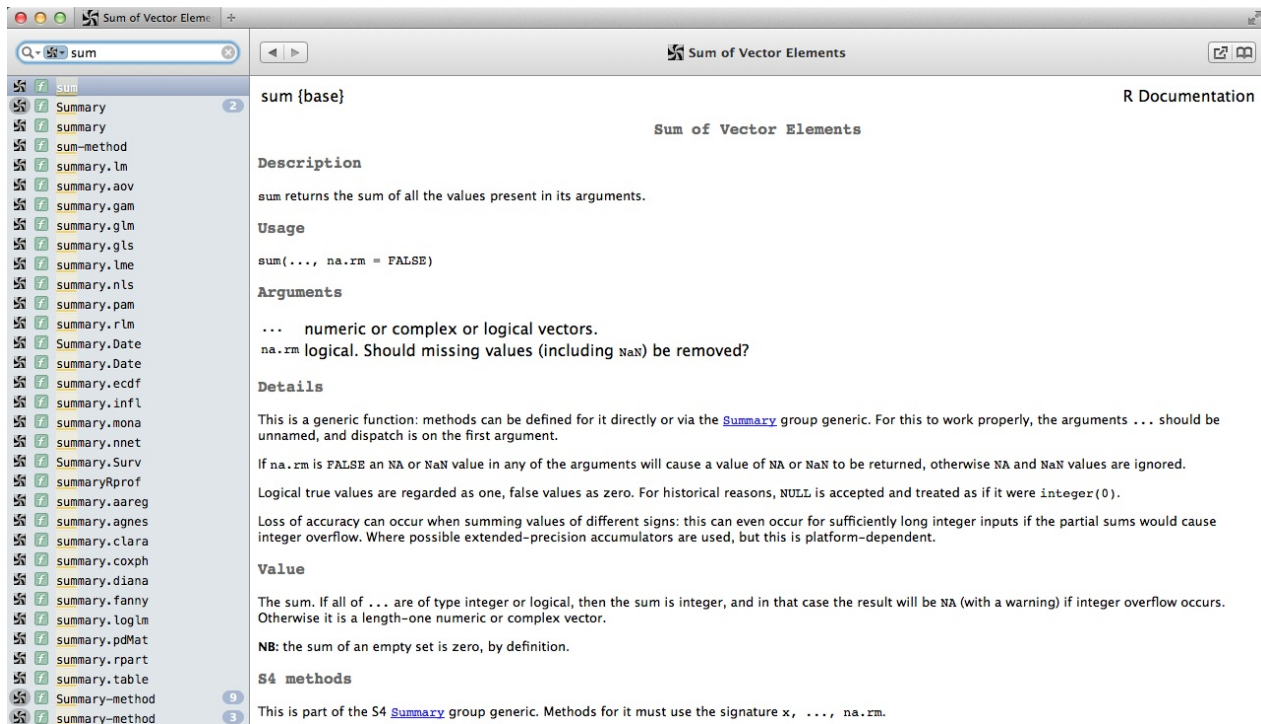 Sum of Vector Eleme
sum
Sum of Vector Elements
sum
Summary 2
summary
sum-method
summary.lm
summary.aov
summary.gam
summary.glm
summary.gls
summary.lme
summary.nls
summary.pam
summary.rlm
Summary.Date
summary.Date
summary.ecdf
summary.infl
summary.mona
summary.nnet
Summary.Surv
summaryRprof
summary.aareg
summary.agnes
summary.clara
summary.coxph
summary.diana
summary.fanny
summary.loglm
summary.pdMat
summary.rpart
summary.table
Summary-method 9
summary-method 3
sum {base} R Documentation
Sum of Vector Elements
Description
sum returns the sum of all the values present in its arguments.
Usage
sum(..., na.rm = FALSE)
Arguments
... numeric or complex or logical vectors.
na.rm logical. Should missing values (including NaN) be removed?
Details
This is a generic function: methods can be defined for it directly or via the Summary group generic. For this to work properly, the arguments ... should be
unnamed, and dispatch is on the first argument.
If na.rm is FALSE an NA or NaN value in any of the arguments will cause a value of NA or NaN to be returned, otherwise NA and NaN values are ignored.
Logical true values are regarded as one, false values as zero. For historical reasons, NULL is accepted and treated as if it were integer(0).
Loss of accuracy can occur when summing values of different signs: this can even occur for sufficiently long integer inputs if the partial sums would cause
integer overflow. Where possible extended-precision accumulators are used, but this is platform-dependent.
Value
The sum. If all of ... are of type integer or logical, then the sum is integer, and in that case the result will be NA (with a warning) if integer overflow occurs.
Otherwise it is a length-one numeric or complex vector.
NB: the sum of an empty set is zero, by definition.
S4 methods
This is part of the S4 Summary group generic. Methods for it must use the signature x, ..., na.rm.